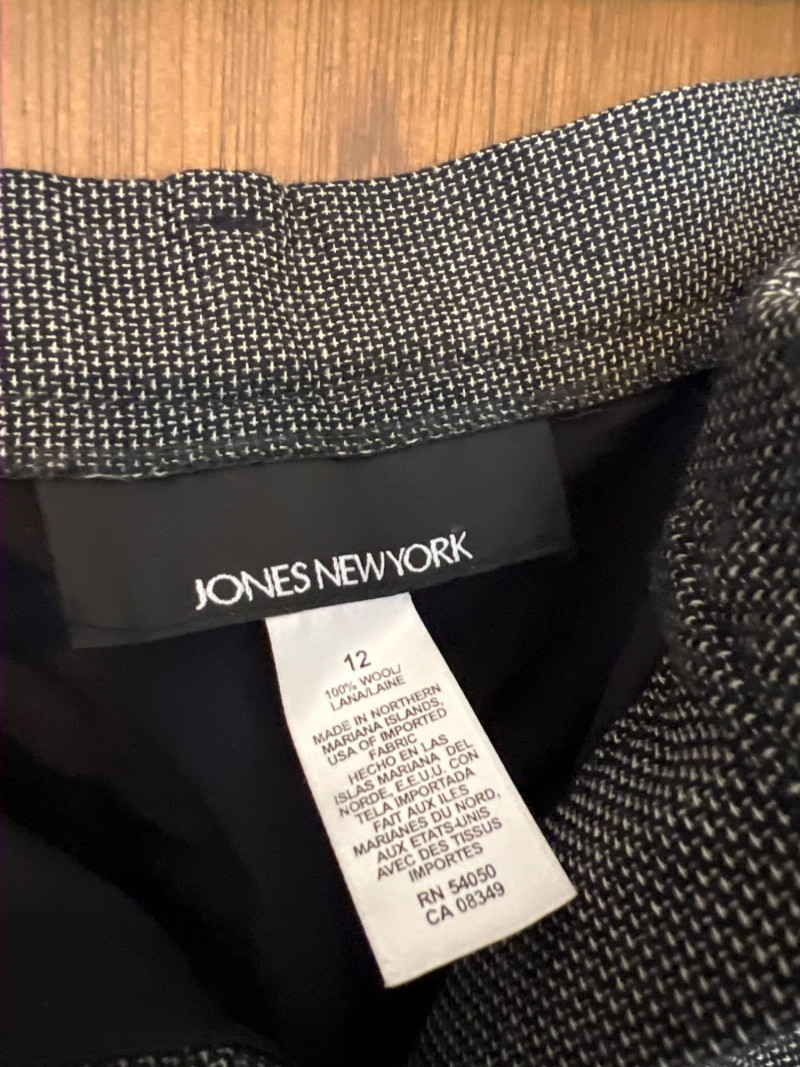 JONES NEW YORK
12
100% WOOL/
LANA/LAINE
MADE IN NORTHERN
MARIANA ISLANDS,
USA OF IMPORTED
FABRIC
HECHO EN LAS
ISLAS MARIANA DEL
NORDE, E.E.U.U. CON
TELA IMPORTADA
FAIT AUX ILES
MARIANES DU NORD,
AUX ETATS-UNIS
AVEC DES TISSUS
IMPORTES
RN 54050
CA 08349